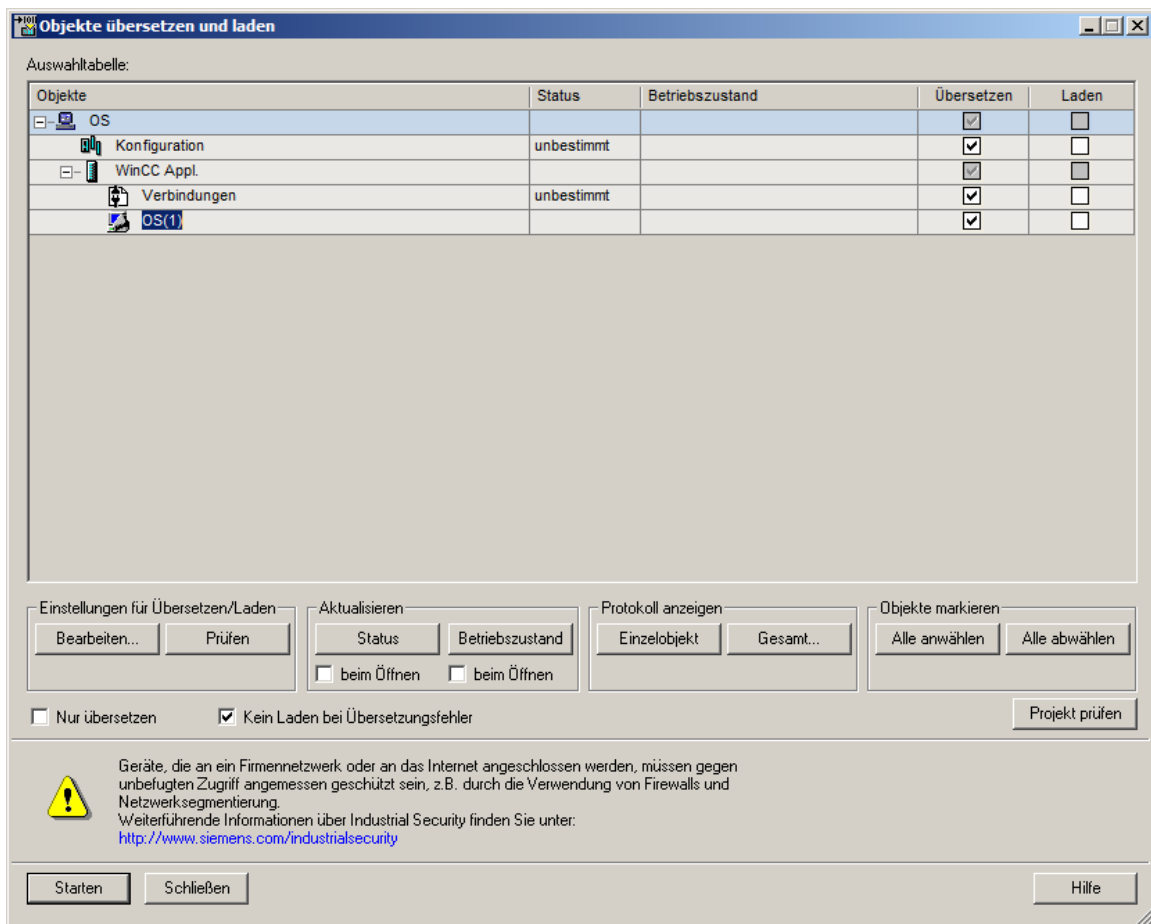 Objekte übersetzen und laden
Auswahltabelle:
Objekte Status Betriebszustand Übersetzen Laden
OS
Konfiguration unbestimmt
WinCC Appl.
Verbindungen unbestimmt
OS(1)
Einstellungen für Übersetzen/Laden Aktualisieren Protokoll anzeigen Objekte markieren
Bearbeiten... Prüfen Status Betriebszustand Einzelobjekt Gesamt... Alle anwählen Alle abwählen
beim Öffnen beim Öffnen
Nur übersetzen Kein Laden bei Übersetzungsfehler Projekt prüfen
Geräte, die an ein Firmennetzwerk oder an das Internet angeschlossen werden, müssen gegen
unbefugten Zugriff angemessen geschützt sein, z.B. durch die Verwendung von Firewalls und
Netzwerksegmentierung.
Weiterführende Informationen über Industrial Security finden Sie unter:
http://www.siemens.com/industrialsecurity
Starten Schließen Hilfe